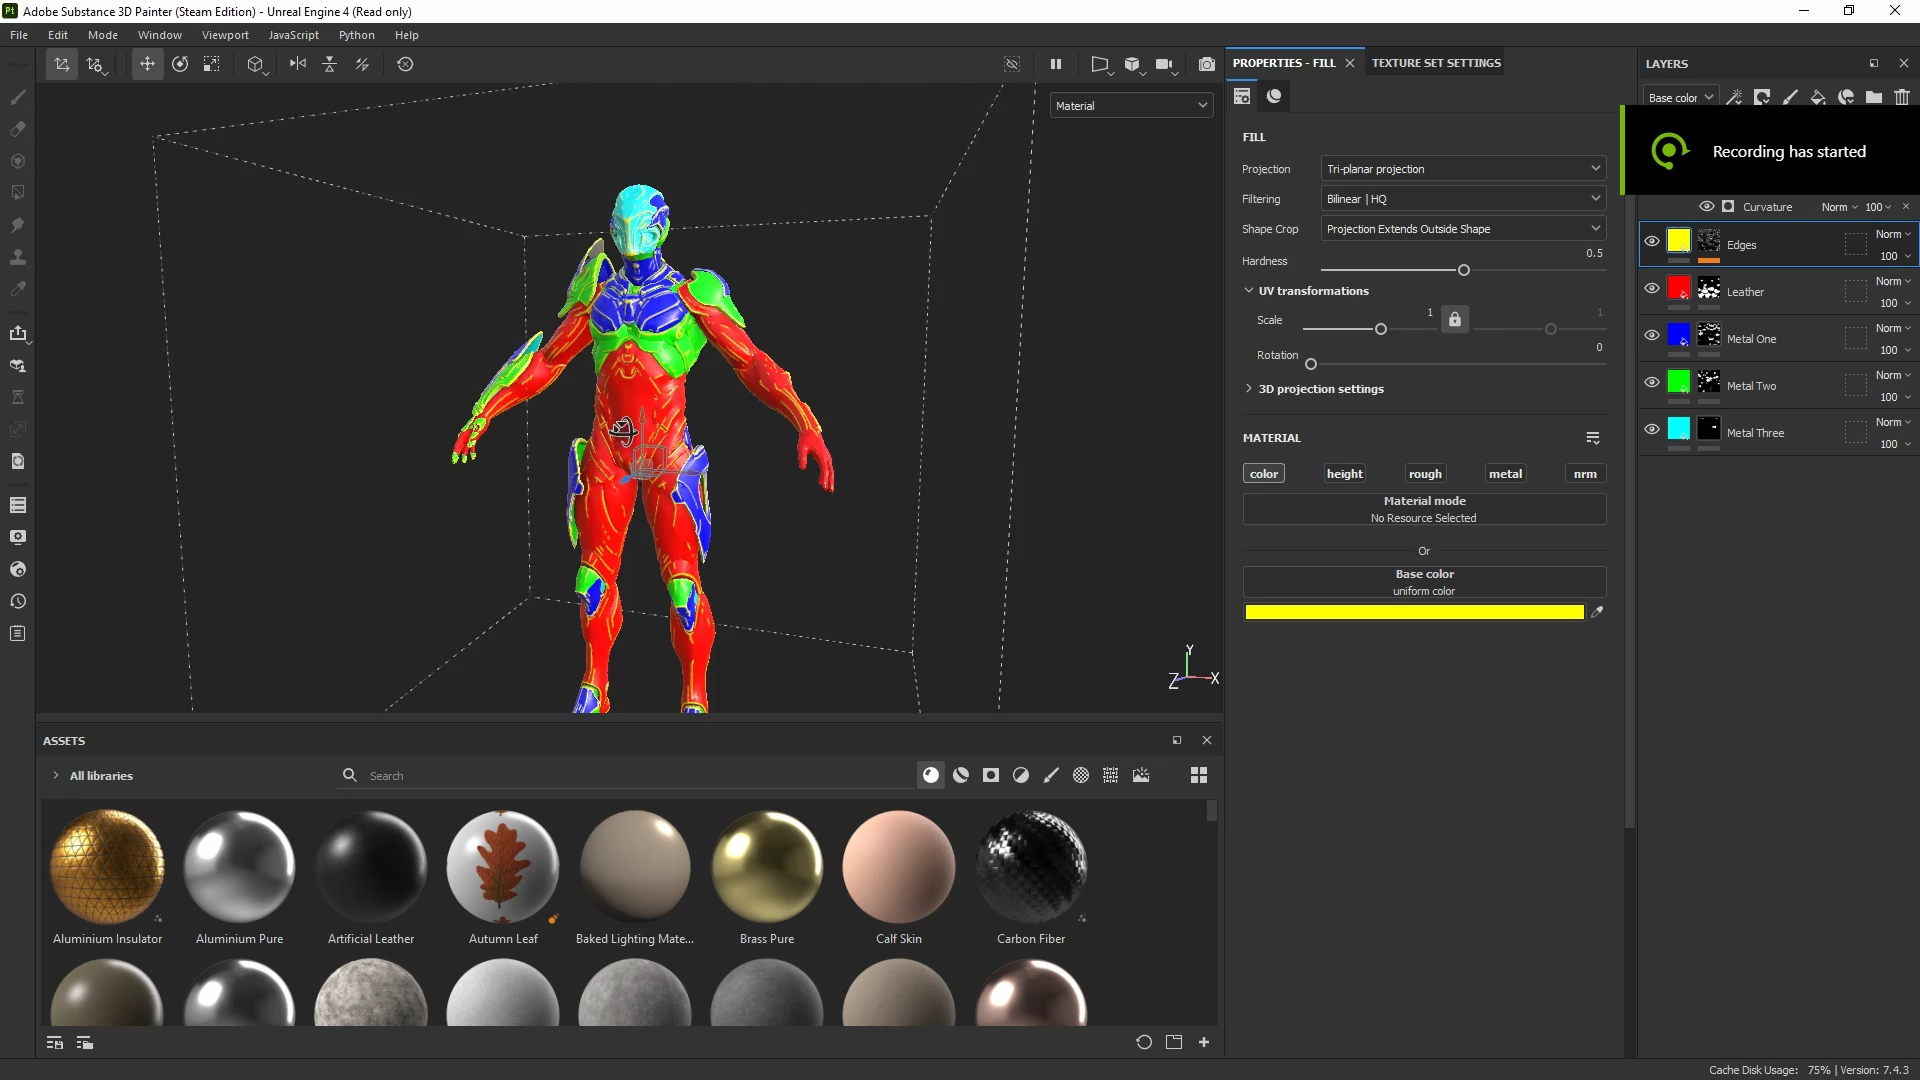 Pt Adobe Substance 3D Painter (Steam Edition) - Unreal Engine 4 (Read only)
File Edit Mode Window Viewport JavaScript Python Help
Material
PROPERTIES - FILL
TEXTURE SET SETTINGS
FILL
Projection Tri-planar projection
Filtering Bilinear | HQ
Shape Crop Projection Extends Outside Shape
Hardness 0.5
UV transformations
Scale 1 1
Rotation 0
3D projection settings
MATERIAL
color height rough metal nrm
Material mode
No Resource Selected
Or
Base color
uniform color
LAYERS
Base color
Recording has started
Curvature Norm 100
Edges Norm 100
Leather Norm 100
Metal One Norm 100
Metal Two Norm 100
Metal Three Norm 100
Y
Z X
ASSETS
All libraries
Search
Aluminium Insulator
Aluminium Pure
Artificial Leather
Autumn Leaf
Baked Lighting Mate...
Brass Pure
Calf Skin
Carbon Fiber
Cache Disk Usage: 75% | Version: 7.4.3